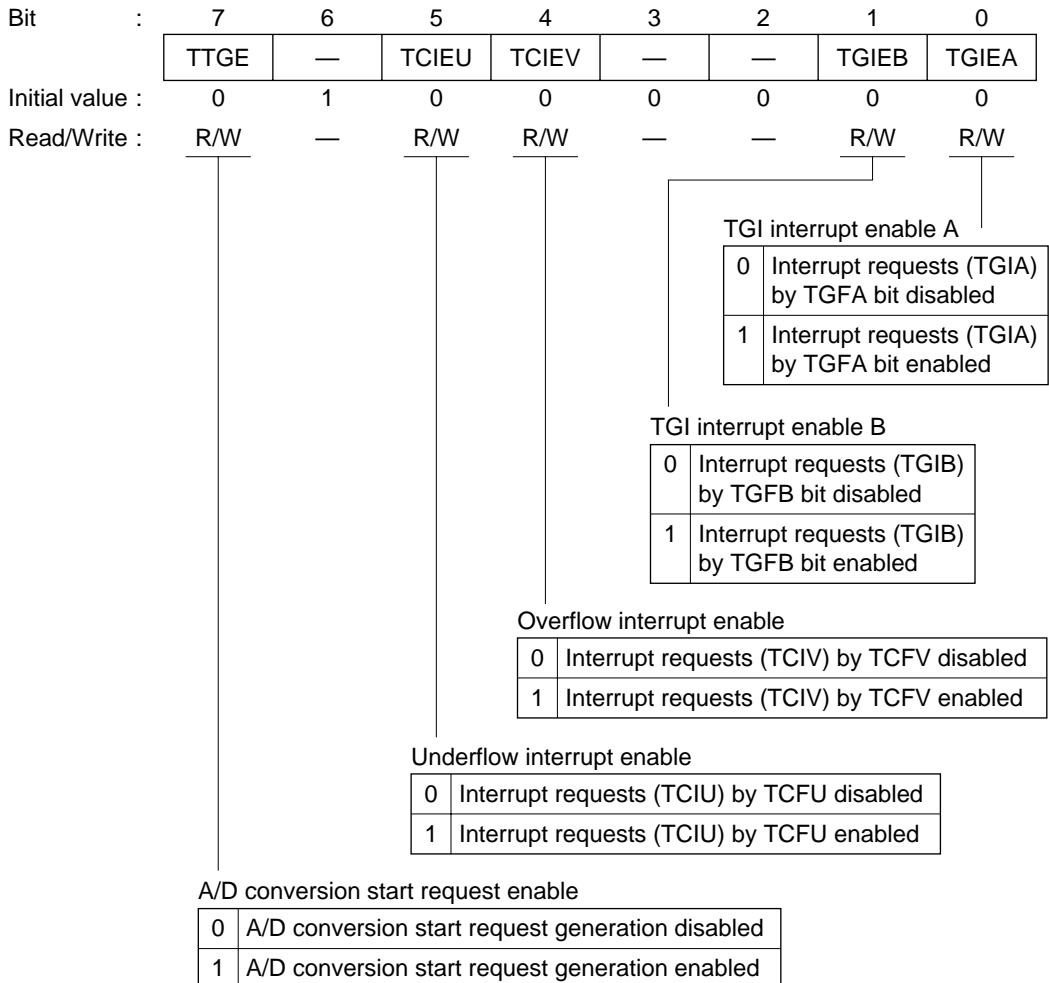 Bit : 7 6 5 4 3 2 1 0
TTGE — TCIEU TCIEV — — TGIEB TGIEA
Initial value : 0 1 0 0 0 0 0 0
Read/Write : R/W — R/W R/W — — R/W R/W
TGI interrupt enable A
0 Interrupt requests (TGIA)
by TGFA bit disabled
1 Interrupt requests (TGIA)
by TGFA bit enabled
TGI interrupt enable B
0 Interrupt requests (TGIB)
by TGFB bit disabled
1 Interrupt requests (TGIB)
by TGFB bit enabled
Overflow interrupt enable
0 Interrupt requests (TCIV) by TCFV disabled
1 Interrupt requests (TCIV) by TCFV enabled
Underflow interrupt enable
0 Interrupt requests (TCIU) by TCFU disabled
1 Interrupt requests (TCIU) by TCFU enabled
A/D conversion start request enable
0 A/D conversion start request generation disabled
1 A/D conversion start request generation enabled